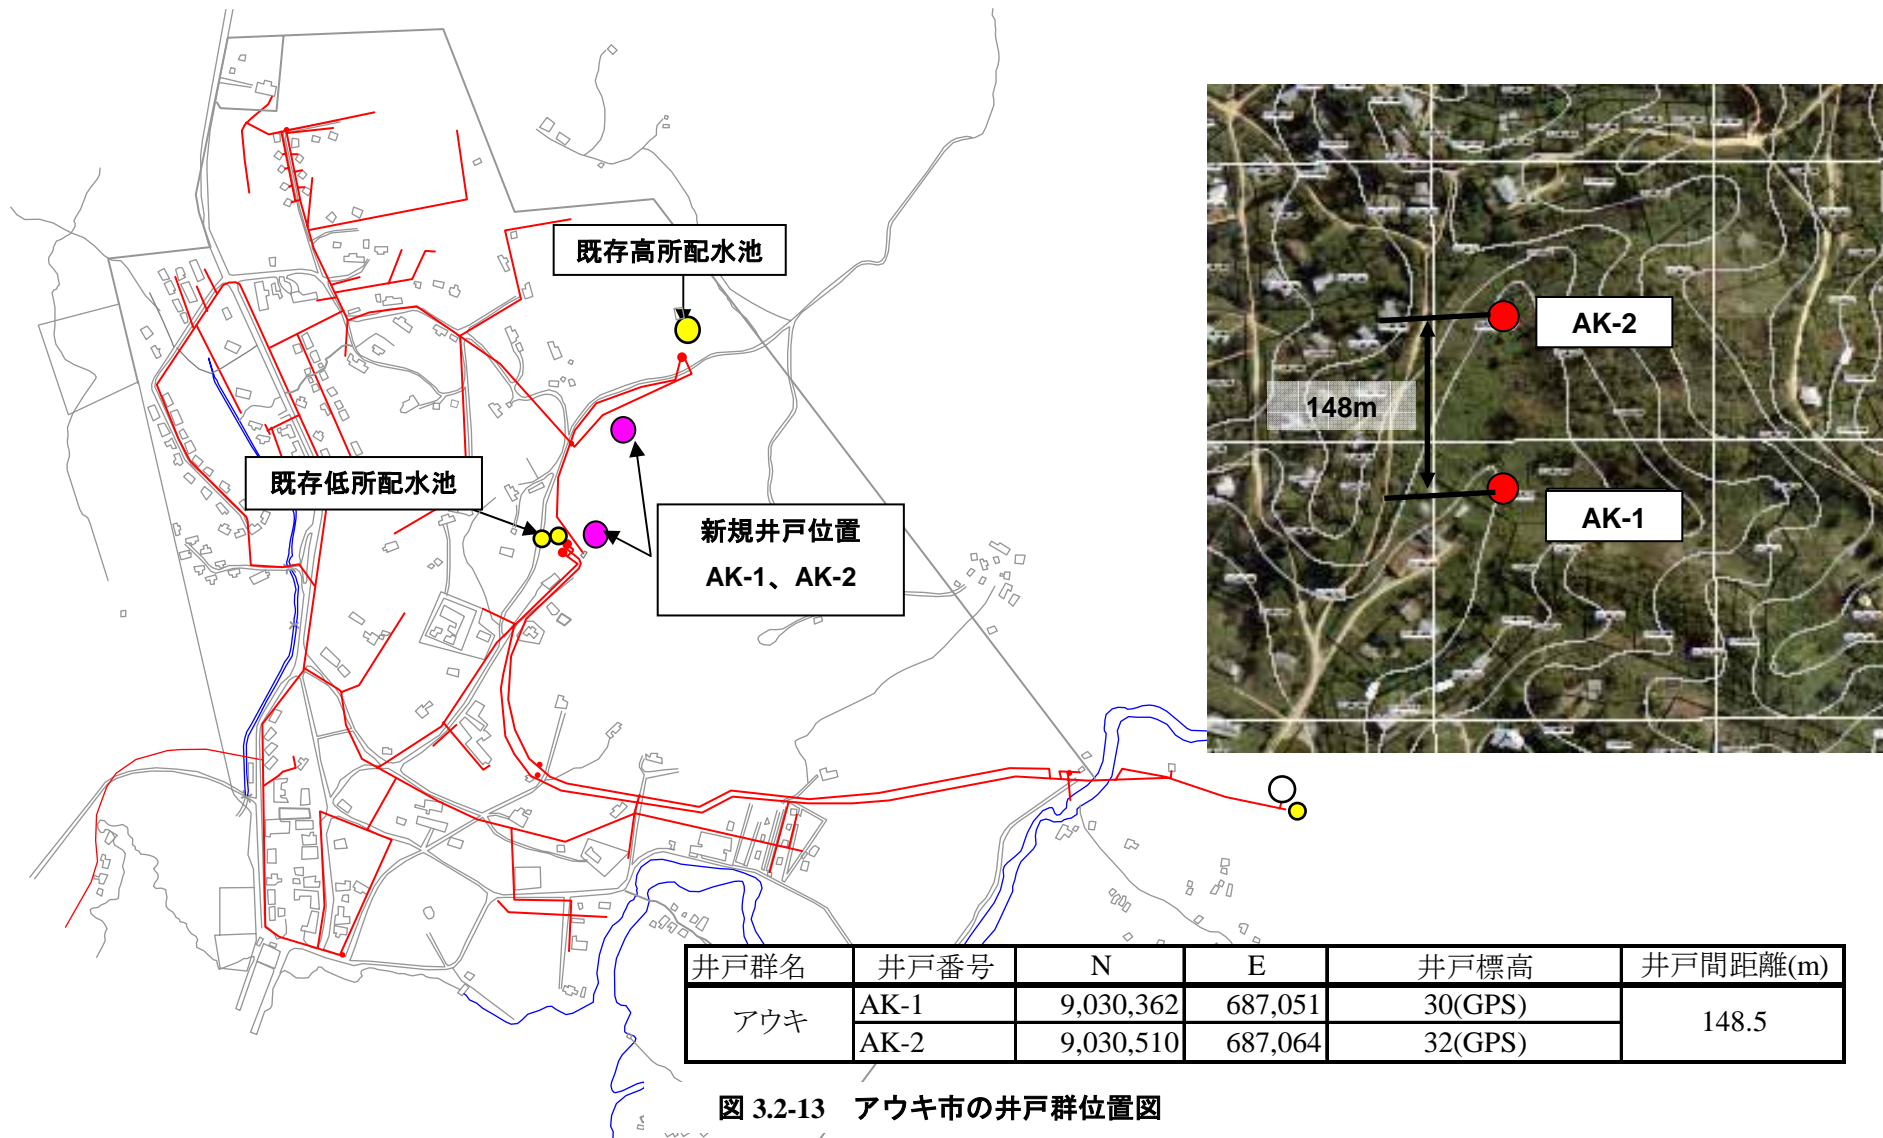 既存高所配水池
既存低所配水池
新規井戸位置
AK-1、AK-2
AK-2
148m
AK-1
井戸群名 井戸番号 N E 井戸標高 井戸間距離(m)
アウキ AK-1 9,030,362 687,051 30(GPS) 148.5
AK-2 9,030,510 687,064 32(GPS)
図 3.2-13 アウキ市の井戸群位置図